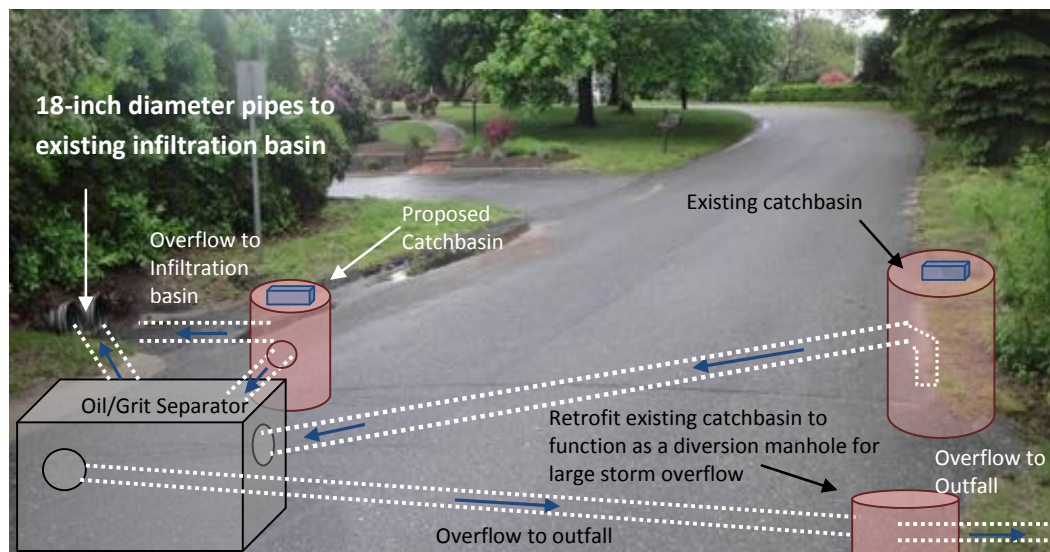 18-inch diameter pipes to
existing infiltration basin
Overflow to
Infiltration
basin
Proposed
Catchbasin
Existing catchbasin
Oil/Grit Separator
Retrofit existing catchbasin to
function as a diversion manhole for
large storm overflow
Overflow to
Outfall
Overflow to outfall